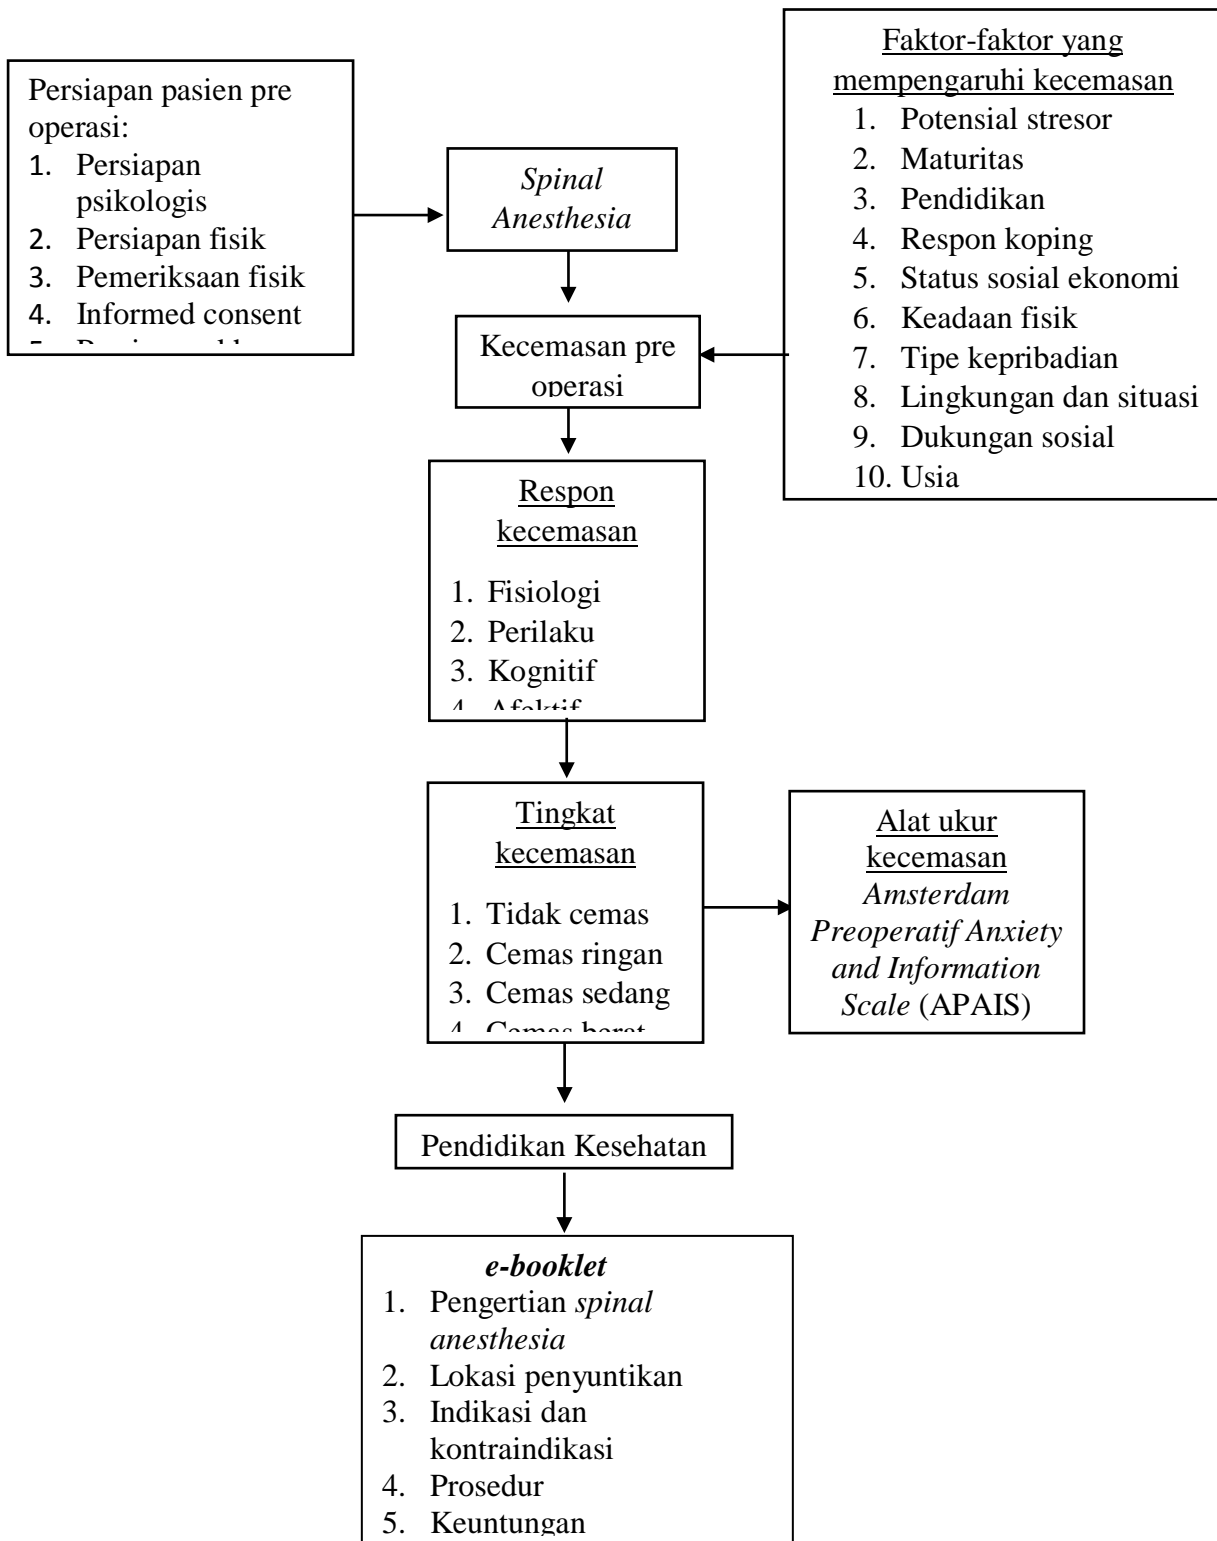 Persiapan pasien pre
operasi:
1. Persiapan
psikologis
2. Persiapan fisik
3. Pemeriksaan fisik
4. Informed consent
Spinal
Anesthesia
Faktor-faktor yang
mempengaruhi kecemasan
1. Potensial stresor
2. Maturitas
3. Pendidikan
4. Respon koping
5. Status sosial ekonomi
6. Keadaan fisik
7. Tipe kepribadian
8. Lingkungan dan situasi
9. Dukungan sosial
10. Usia
Kecemasan pre
operasi
Respon
kecemasan
1. Fisiologi
2. Perilaku
3. Kognitif
4. Afektif
Tingkat
kecemasan
1. Tidak cemas
2. Cemas ringan
3. Cemas sedang
4. Cemas berat
Alat ukur
kecemasan
Amsterdam
Preoperatif Anxiety
and Information
Scale (APAIS)
Pendidikan Kesehatan
e-booklet
1. Pengertian spinal
anesthesia
2. Lokasi penyuntikan
3. Indikasi dan
kontraindikasi
4. Prosedur
5. Keuntungan